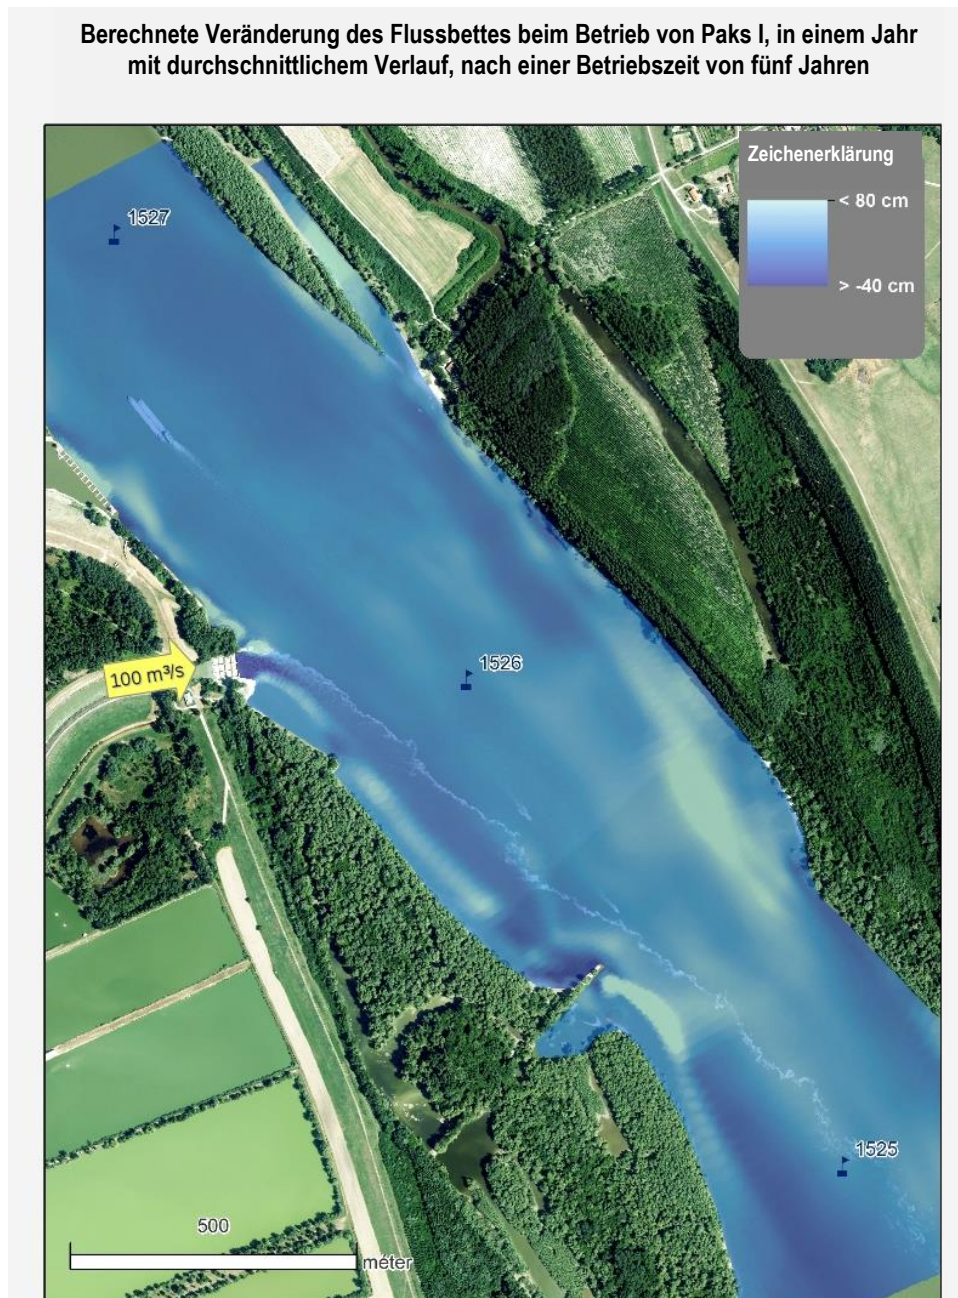 Berechnete Veränderung des Flussbettes beim Betrieb von Paks I, in einem Jahr
mit durchschnittlichem Verlauf, nach einer Betriebszeit von fünf Jahren
Zeichenerklärung
< 80 cm
> -40 cm
1527
1526
100 m³/s
1525
500
méter